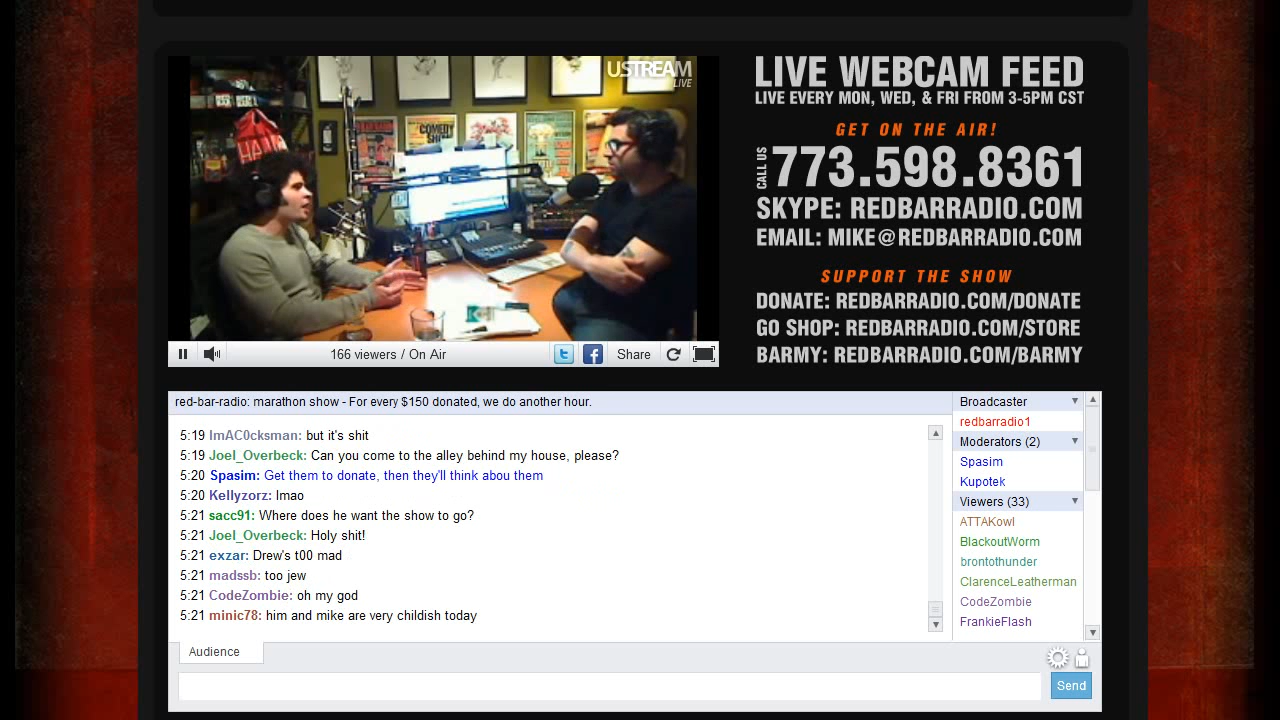 USTREAM
LIVE
HAHA
COMEDY
LIVE WEBCAM FEED
LIVE EVERY MON, WED, & FRI FROM 3-5PM CST
GET ON THE AIR!
CALL US
773.598.8361
SKYPE: REDBARRADIO.COM
EMAIL: MIKE@REDBARRADIO.COM
SUPPORT THE SHOW
DONATE: REDBARRADIO.COM/DONATE
GO SHOP: REDBARRADIO.COM/STORE
BARMY: REDBARRADIO.COM/BARMY
166 viewers / On Air
Share
red-bar-radio: marathon show - For every $150 donated, we do another hour.
5:19 ImAC0cksman: but it's shit
5:19 Joel_Overbeck: Can you come to the alley behind my house, please?
5:20 Spasim: Get them to donate, then they'll think abou them
5:20 Kellyzorz: lmao
5:21 sacc91: Where does he want the show to go?
5:21 Joel_Overbeck: Holy shit!
5:21 exzar: Drew's t00 mad
5:21 madssb: too jew
5:21 CodeZombie: oh my god
5:21 minic78: him and mike are very childish today
Broadcaster
redbarradio1
Moderators (2)
Spasim
Kupotek
Viewers (33)
ATTAKowl
BlackoutWorm
brontothunder
ClarenceLeatherman
CodeZombie
FrankieFlash
Audience
Send